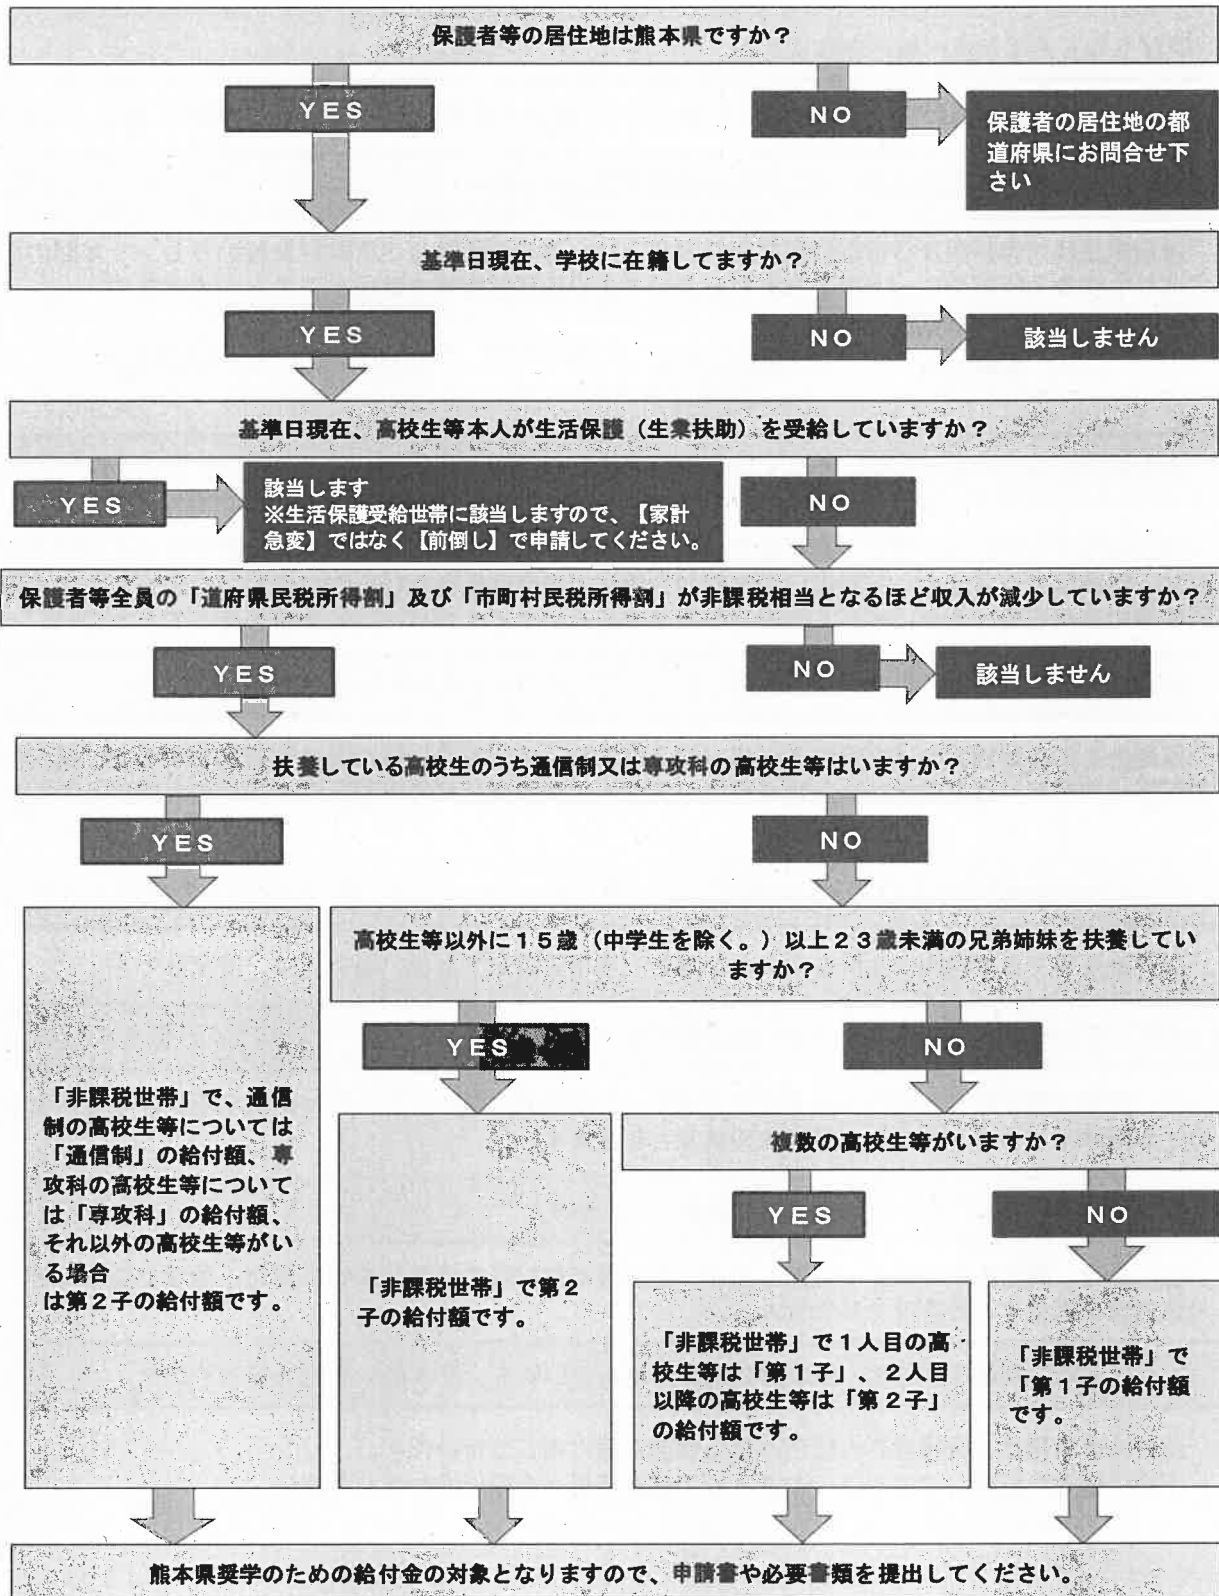 保護者等の居住地は熊本県ですか？
YES
NO
保護者の居住地の都
道府県にお問合せ下
さい
基準日現在、学校に在籍してますか？
YES
NO
該当しません
基準日現在、高校生等本人が生活保護（生業扶助）を受給していますか？
YES
該当します
※生活保護受給世帯に該当しますので、【家計
急変】ではなく【前倒し】で申請してください。
NO
保護者等全員の「道府県民税所得割」及び「市町村民税所得割」が非課税相当となるほど収入が減少していますか？
YES
NO
該当しません
扶養している高校生のうち通信制又は専攻科の高校生等はいますか？
YES
NO
「非課税世帯」で、通信
制の高校生等については
「通信制」の給付額、専
攻科の高校生等について
は「専攻科」の給付額、
それ以外の高校生等がい
る場合
は第２子の給付額です。
高校生等以外に１５歳（中学生を除く。）以上２３歳未満の兄弟姉妹を扶養してい
ますか？
YES
NO
「非課税世帯」で第２
子の給付額です。
複数の高校生等がいますか？
YES
NO
「非課税世帯」で１人目の高
校生等は「第１子」、２人目
以降の高校生等は「第２子」
の給付額です。
「非課税世帯」で
「第１子の給付額
です。
熊本県奨学のための給付金の対象となりますので、申請書や必要書類を提出してください。